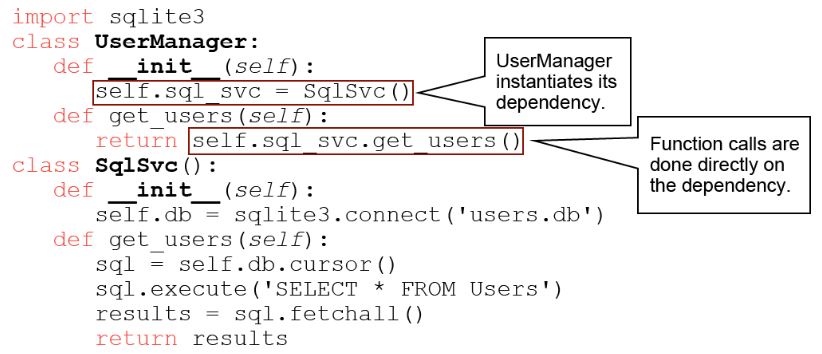 import sqlite3
class UserManager:
    def __init__(self):
        self.sql_svc = SqlSvc()
    def get_users(self):
        return self.sql_svc.get_users()
class SqlSvc():
    def __init__(self):
        self.db = sqlite3.connect('users.db')
    def get_users(self):
        sql = self.db.cursor()
        sql.execute('SELECT * FROM Users')
        results = sql.fetchall()
        return results
UserManager
instantiates its
dependency.
Function calls are
done directly on
the dependency.